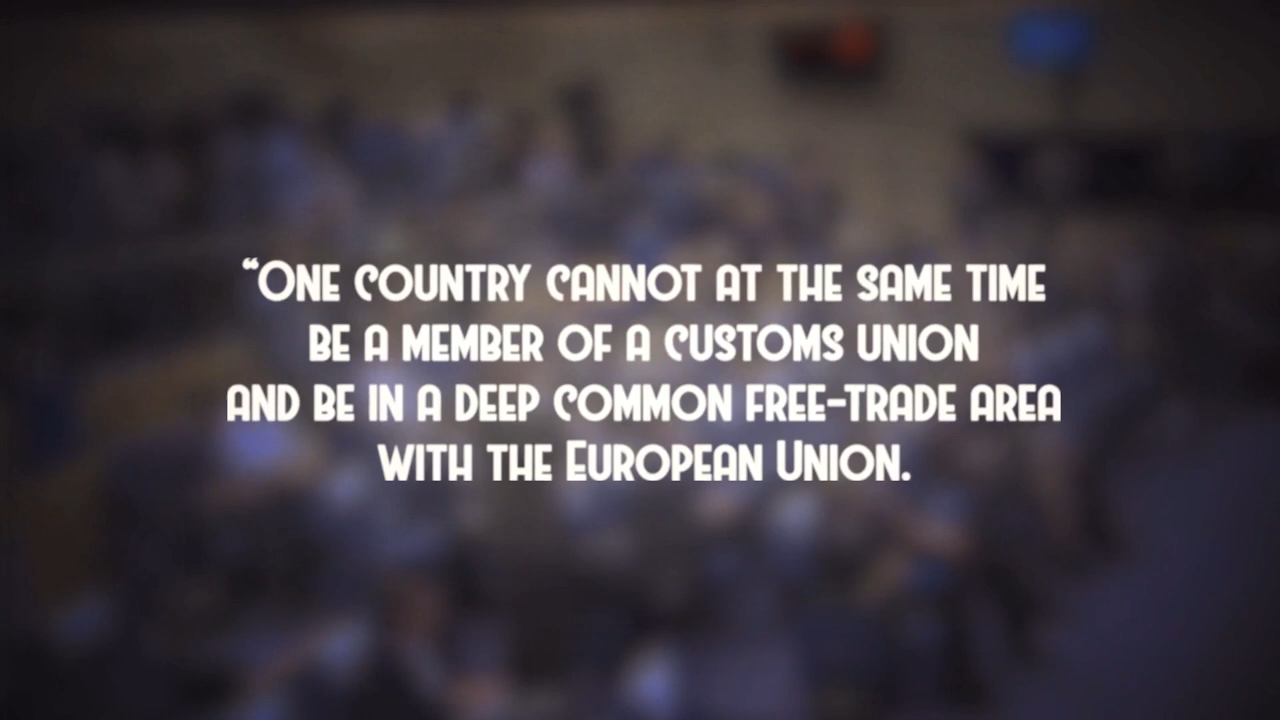 “One country cannot at the same time
be a member of a customs union
and be in a deep common free-trade area
with the European Union.